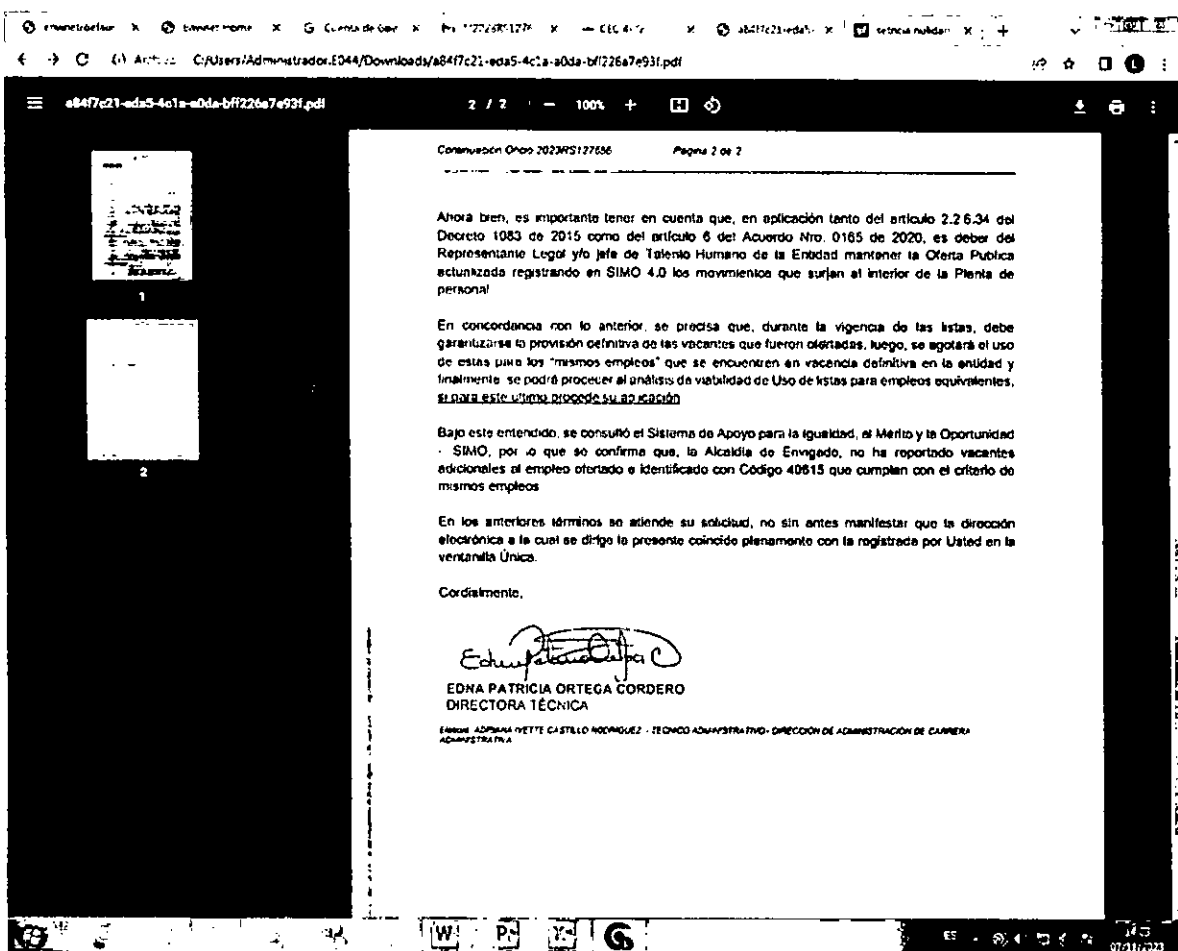 Cuenta de
C:/Users/Administrador.E044/Downloads/a84f7c21-eda5-4c1a-a0da-bff226a7e93f.pdf
a84f7c21-eda5-4c1a-a0da-bff226a7e93f.pdf 2 / 2 — 100% +
Continuación Oficio 2023RS127656 Página 2 de 2
Ahora bien, es importante tener en cuenta que, en aplicación tanto del artículo 2.2.6.34 del
Decreto 1083 de 2015 como del artículo 6 del Acuerdo Nro. 0165 de 2020, es deber del
Representante Legal y/o jefe de Talento Humano de la Entidad mantener la Oferta Publica
actualizada registrando en SIMO 4.0 los movimientos que surjan al interior de la Planta de
personal
En concordancia con lo anterior, se precisa que, durante la vigencia de las listas, debe
garantizarse la provisión definitiva de las vacantes que fueron ofertadas, luego, se agotará el uso
de estas para los "mismos empleos" que se encuentren en vacancia definitiva en la entidad y
finalmente se podrá proceder al análisis de viabilidad de Uso de listas para empleos equivalentes,
si para este último procede su aplicación
Bajo este entendido, se consultó el Sistema de Apoyo para la Igualdad, el Mérito y la Oportunidad
- SIMO, por lo que se confirma que, la Alcaldía de Envigado, no ha reportado vacantes
adicionales al empleo ofertado e identificado con Código 40615 que cumplan con el criterio de
mismos empleos
En los anteriores términos se atiende su solicitud, no sin antes manifestar que la dirección
electrónica a la cual se dirige la presente coincide plenamente con la registrada por Usted en la
ventanilla Única.
Cordialmente,
EDNA PATRICIA ORTEGA CORDERO
DIRECTORA TÉCNICA
ADRIANA IVETTE CASTILLO RODRIGUEZ - TECNICO ADMINISTRATIVO - DIRECCIÓN DE ADMINISTRACIÓN DE CARRERA
ADMINISTRATIVA
1
2
ES
07/11/2023